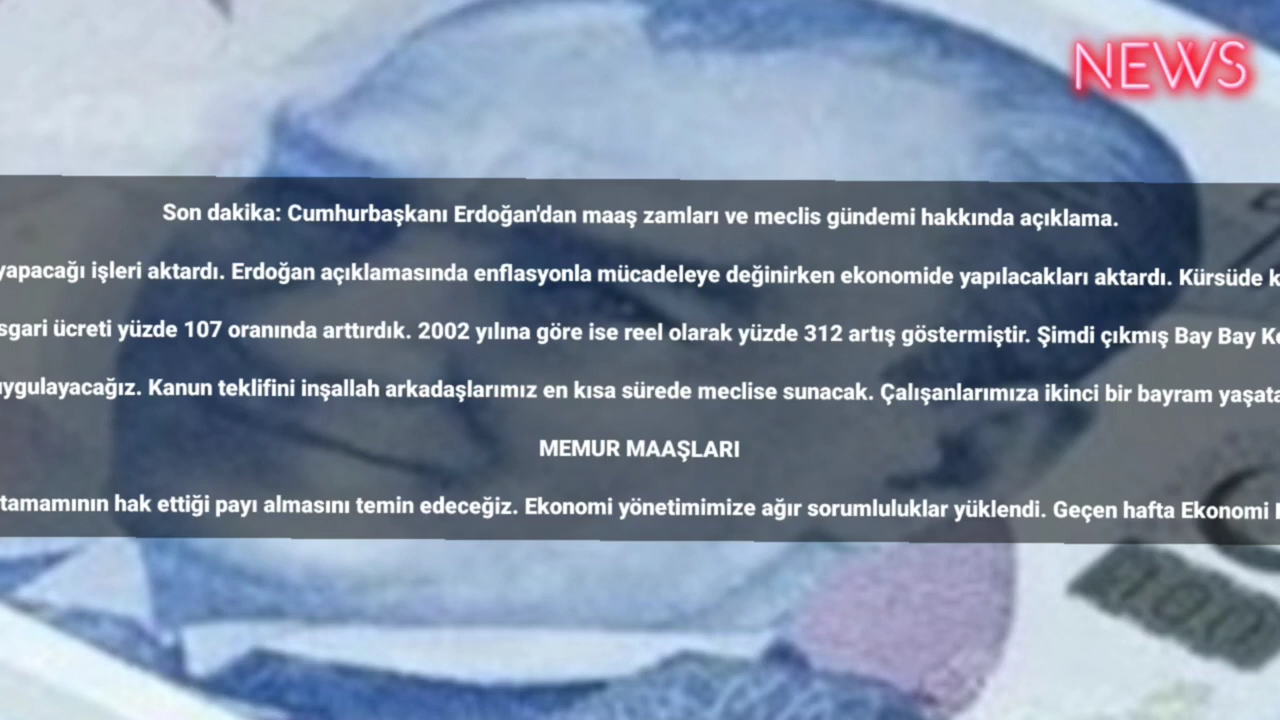 NEWS
Son dakika: Cumhurbaşkanı Erdoğan'dan maaş zamları ve meclis gündemi hakkında açıklama.
yapacağı işleri aktardı. Erdoğan açıklamasında enflasyonla mücadeleye değinirken ekonomide yapılacakları aktardı. Kürsüde
ücreti yüzde 107 oranında arttırdık. 2002 yılına göre ise reel olarak yüzde 312 artış göstermiştir. Şimdi çıkmış Bay Bay
uygulayacağız. Kanun teklifini inşallah arkadaşlarımız en kısa sürede meclise sunacak. Çalışanlarımıza ikinci bir bayram
MEMUR MAAŞLARI
tamamının hak ettiği payı almasını temin edeceğiz. Ekonomi yönetimimize ağır sorumluluklar yüklendi. Geçen hafta Ekonomi
100